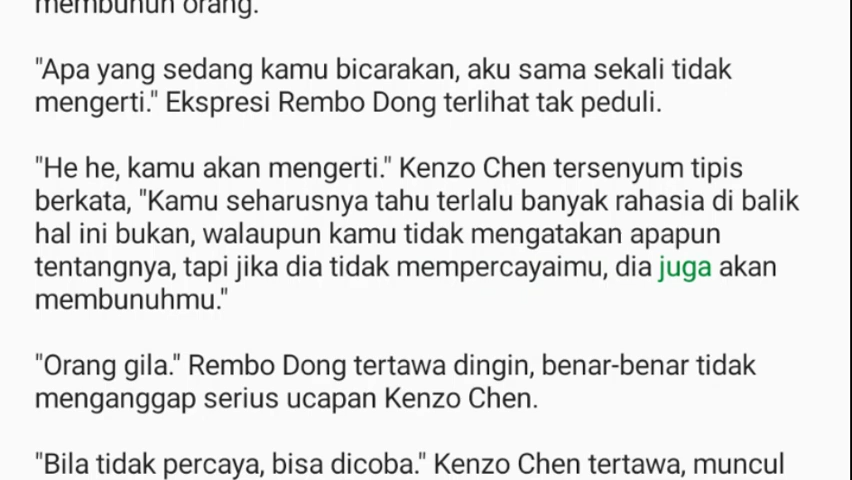 membunuh orang.
"Apa yang sedang kamu bicarakan, aku sama sekali tidak
mengerti." Ekspresi Rembo Dong terlihat tak peduli.
"He he, kamu akan mengerti." Kenzo Chen tersenyum tipis
berkata, "Kamu seharusnya tahu terlalu banyak rahasia di balik
hal ini bukan, walaupun kamu tidak mengatakan apapun
tentangnya, tapi jika dia tidak mempercayaimu, dia juga akan
membunuhmu."
"Orang gila." Rembo Dong tertawa dingin, benar-benar tidak
menganggap serius ucapan Kenzo Chen.
"Bila tidak percaya, bisa dicoba." Kenzo Chen tertawa, muncul